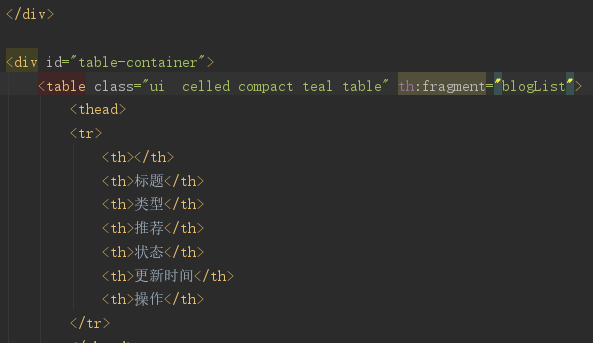 </div>
<div id="table-container">
<table class="ui  celled compact teal table" th:fragment="blogList">
<thead>
<tr>
<th></th>
<th>标题</th>
<th>类型</th>
<th>推荐</th>
<th>状态</th>
<th>更新时间</th>
<th>操作</th>
</tr>